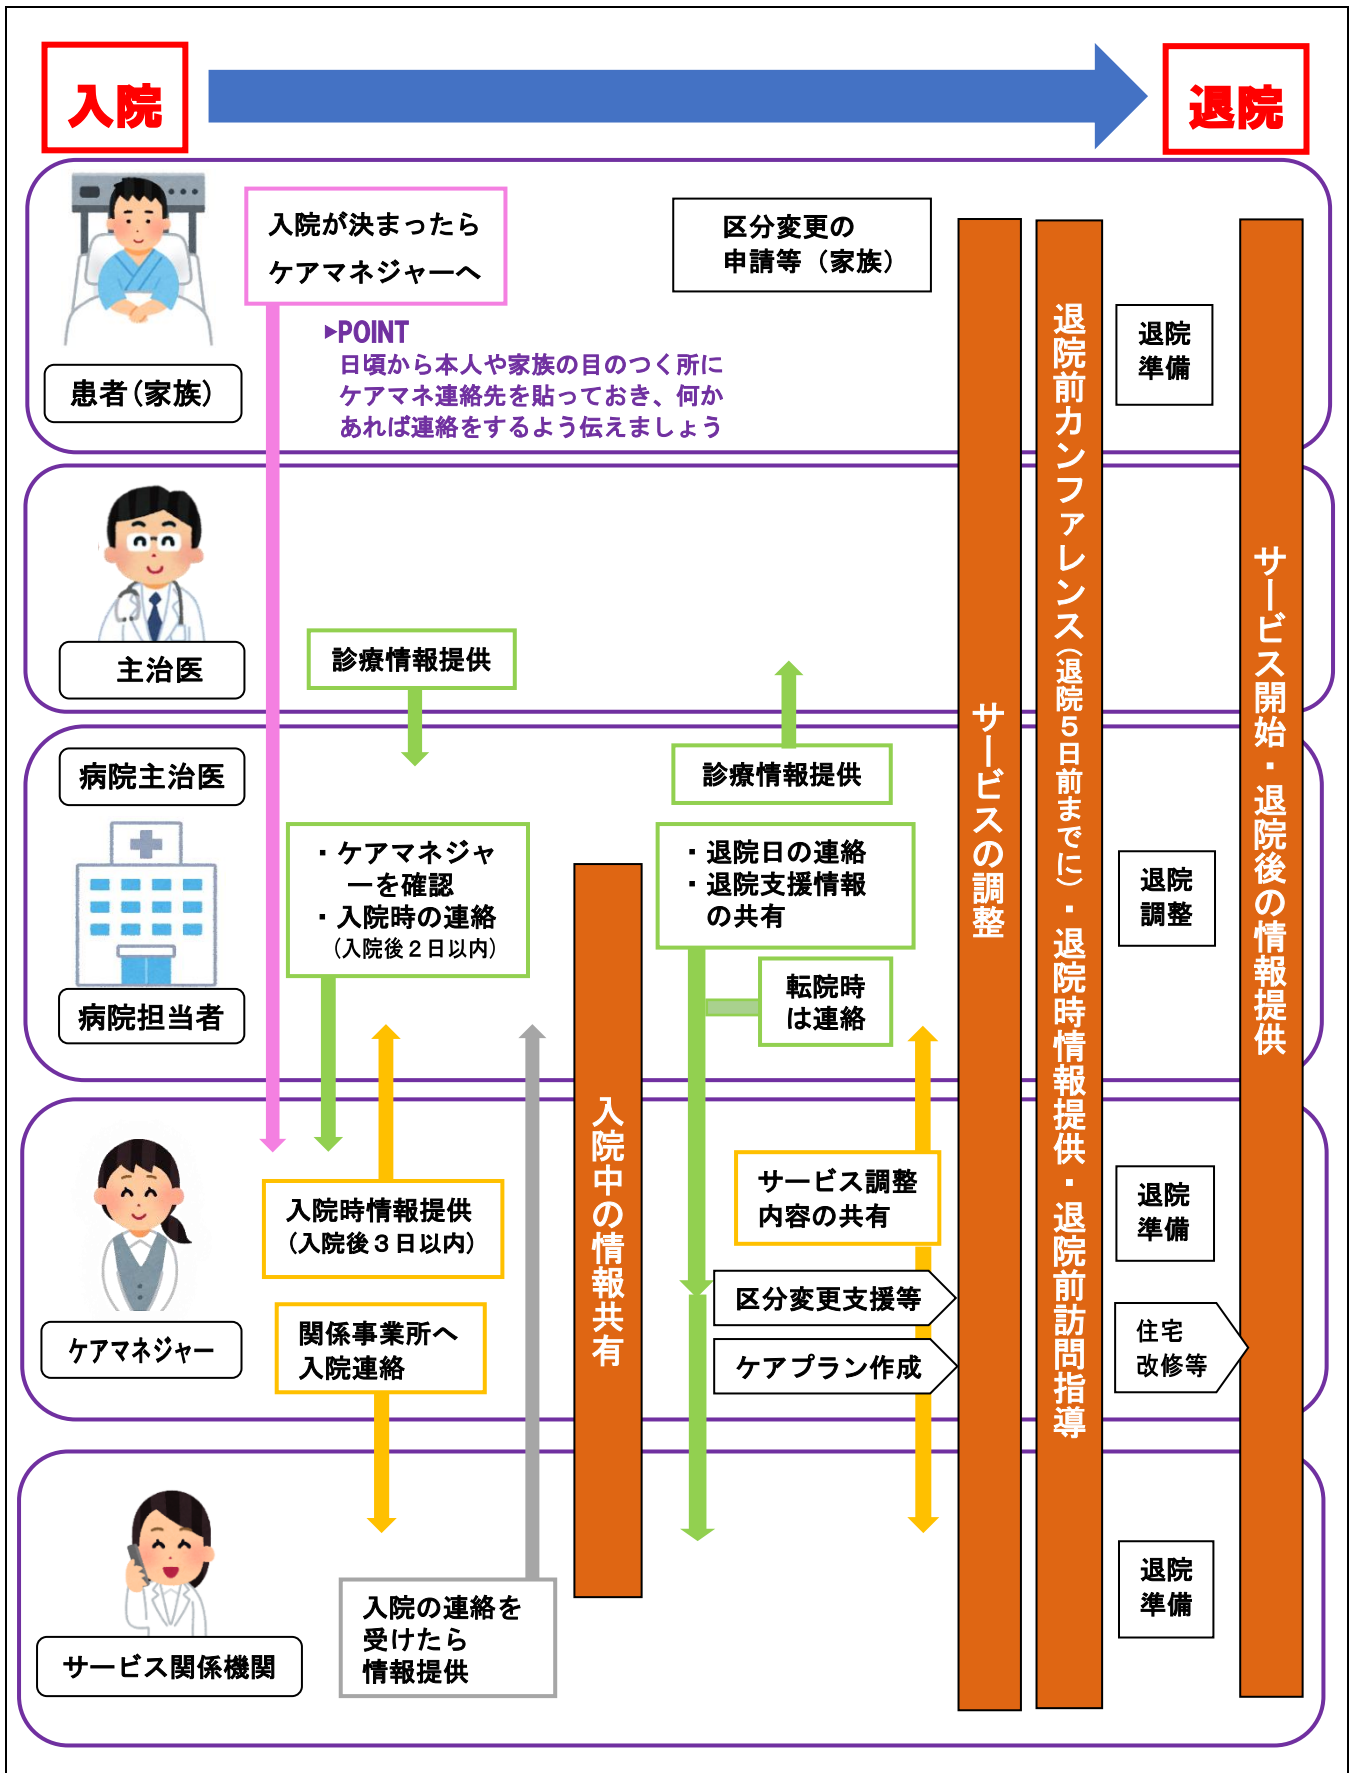 入院
退院
入院が決まったら
ケアマネジャーへ
区分変更の
申請等（家族）
▶POINT
日頃から本人や家族の目のつく所に
ケアマネ連絡先を貼っておき、何か
あれば連絡をするよう伝えましょう
患者（家族）
退院
準備
主治医
診療情報提供
病院主治医
診療情報提供
・ケアマネジャ
ーを確認
・入院時の連絡
（入院後２日以内）
・退院日の連絡
・退院支援情報
の共有
転院時
は連絡
退院
調整
病院担当者
入院中の情報共有
サービスの調整
退院前カンファレンス（退院５日前までに）・退院時情報提供・退院前訪問指導
サービス開始・退院後の情報提供
入院時情報提供
（入院後３日以内）
サービス調整
内容の共有
退院
準備
区分変更支援等
関係事業所へ
入院連絡
ケアプラン作成
住宅
改修等
ケアマネジャー
入院の連絡を
受けたら
情報提供
退院
準備
サービス関係機関